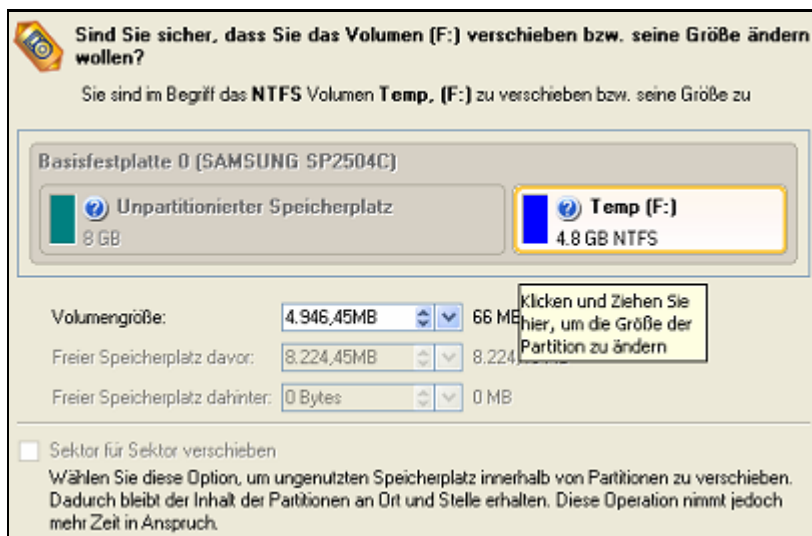 Sind Sie sicher, dass Sie das Volumen (F:) verschieben bzw. seine Größe ändern
wollen?
Sie sind im Begriff das NTFS Volumen Temp, (F:) zu verschieben bzw. seine Größe zu
Basisfestplatte 0 (SAMSUNG SP2504C)
Unpartitionierter Speicherplatz
8 GB
Temp (F:)
4.8 GB NTFS
Volumengröße: 4.946,45MB 66 MB
Klicken und Ziehen Sie
hier, um die Größe der
Partition zu ändern
Freier Speicherplatz davor: 8.224,45MB 8.224
Freier Speicherplatz dahinter: 0 Bytes 0 MB
Sektor für Sektor verschieben
Wählen Sie diese Option, um ungenutzten Speicherplatz innerhalb von Partitionen zu verschieben.
Dadurch bleibt der Inhalt der Partitionen an Ort und Stelle erhalten. Diese Operation nimmt jedoch
mehr Zeit in Anspruch.